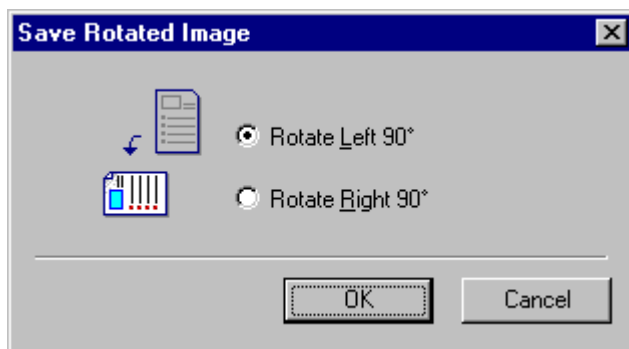 Save Rotated Image
Rotate Left 90°
Rotate Right 90°
OK
Cancel